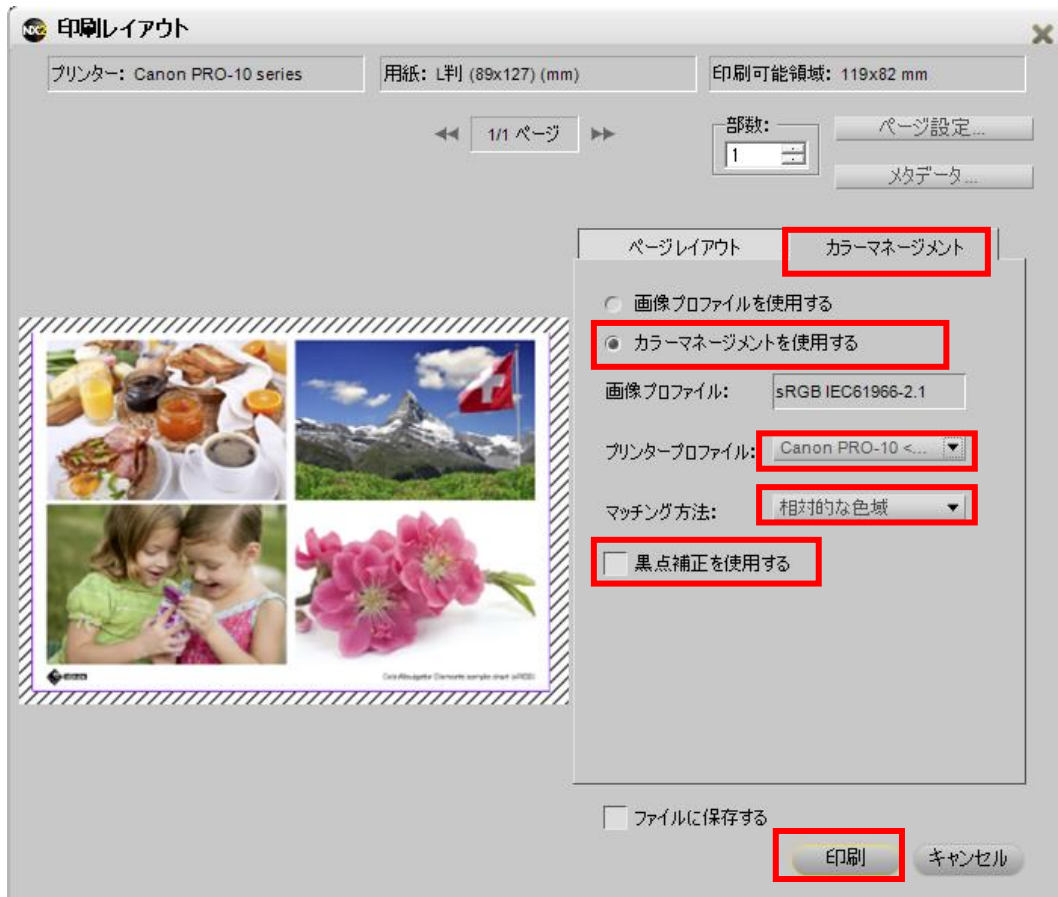 NX2 印刷レイアウト
プリンター: Canon PRO-10 series
用紙: L判 (89x127) (mm)
印刷可能領域: 119x82 mm
1/1 ページ
部数:
1
ページ設定...
メタデータ...
ページレイアウト
カラーマネージメント
画像プロファイルを使用する
カラーマネージメントを使用する
画像プロファイル: sRGB IEC61966-2.1
プリンタープロファイル: Canon PRO-10 <...
マッチング方法: 相対的な色域
黒点補正を使用する
ファイルに保存する
印刷
キャンセル